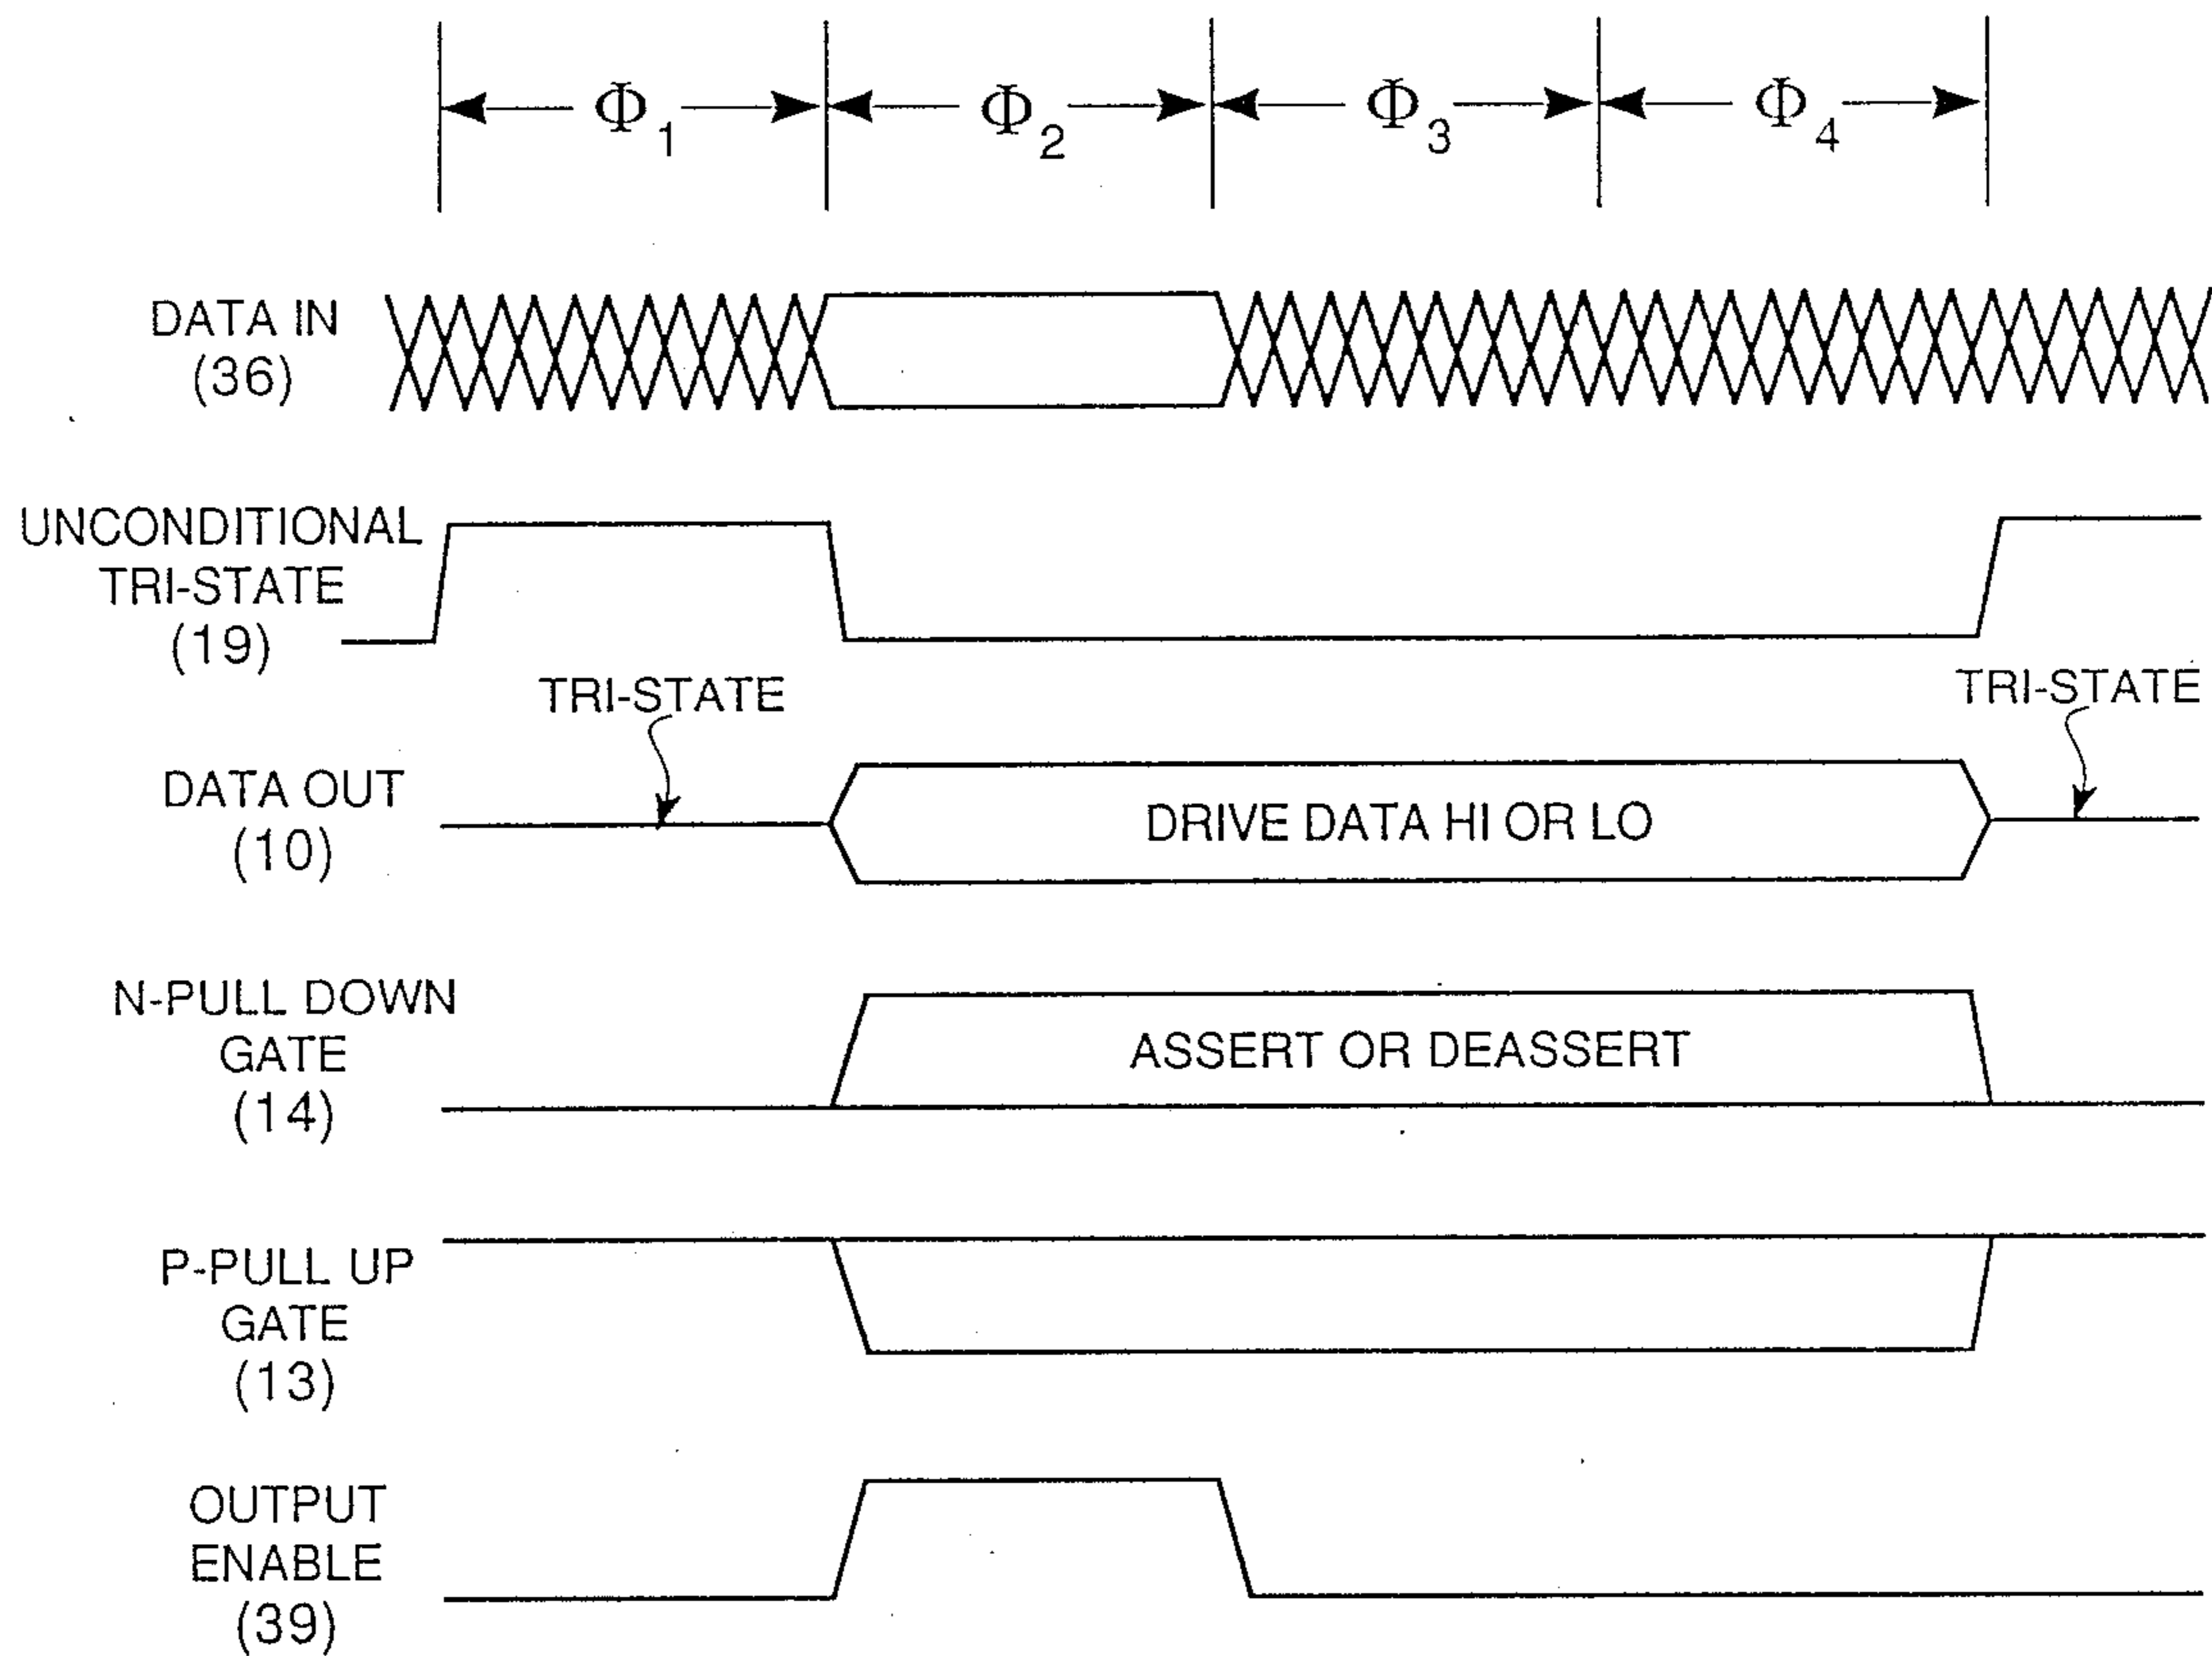 Φ1 Φ2 Φ3 Φ4
DATA IN
(36)
UNCONDITIONAL
TRI-STATE
(19)
TRI-STATE
TRI-STATE
DATA OUT
(10)
DRIVE DATA HI OR LO
N-PULL DOWN
GATE
(14)
ASSERT OR DEASSERT
P-PULL UP
GATE
(13)
OUTPUT
ENABLE
(39)